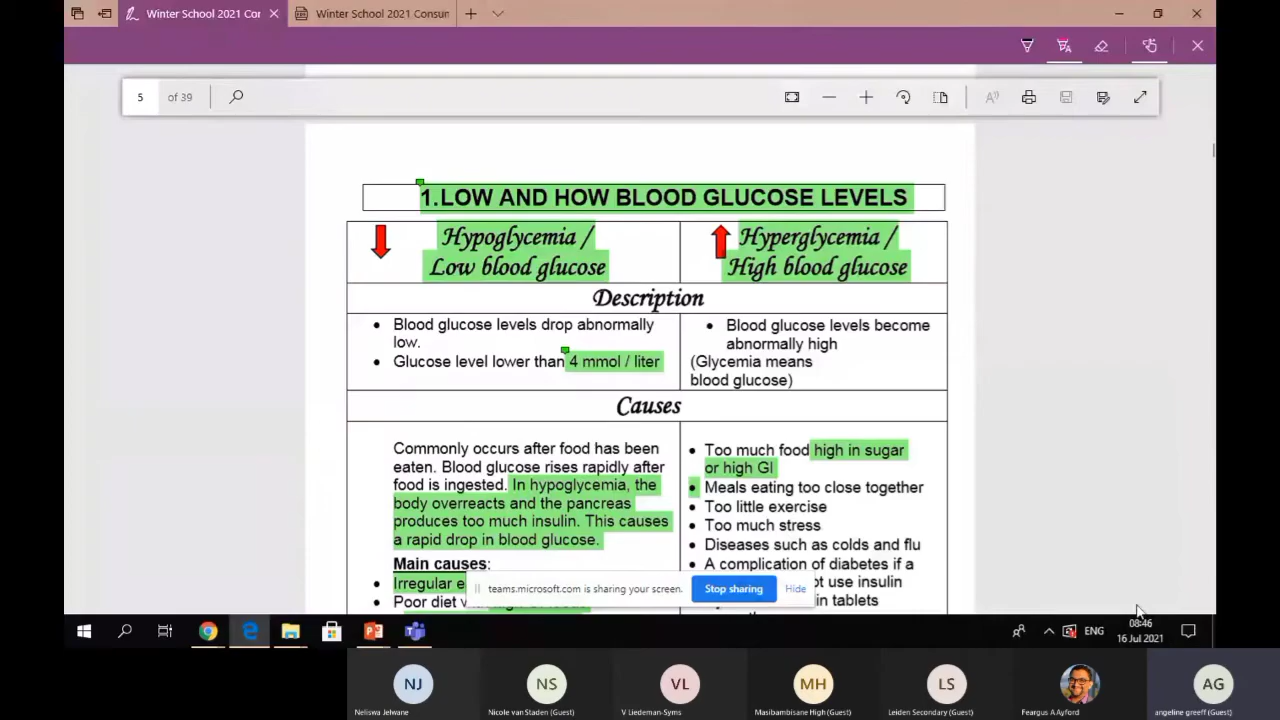 Winter School 2021 Cor
Winter School 2021 Consun
5 of 39
1.LOW AND HOW BLOOD GLUCOSE LEVELS
Hypoglycemia /
Low blood glucose
Hyperglycemia /
High blood glucose
Description
Blood glucose levels drop abnormally
low.
Glucose level lower than 4 mmol / liter
Blood glucose levels become
abnormally high
(Glycemia means
blood glucose)
Causes
Commonly occurs after food has been
eaten. Blood glucose rises rapidly after
food is ingested. In hypoglycemia, the
body overreacts and the pancreas
produces too much insulin. This causes
a rapid drop in blood glucose.
Main causes:
Irregular e
Poor diet
Too much food high in sugar
or high GI
Meals eating too close together
Too little exercise
Too much stress
Diseases such as colds and flu
A complication of diabetes if a
t use insulin
in tablets
teams.microsoft.com is sharing your screen.
Stop sharing
Hide
ENG
08:46
16 Jul 2021
NJ
Neliswa Jelwane
NS
Nicole van Staden (Guest)
VL
V Liedeman-Syms
MH
Masibambisane High (Guest)
LS
Leiden Secondary (Guest)
Feargus A Ayford
AG
angeline greeff (Guest)